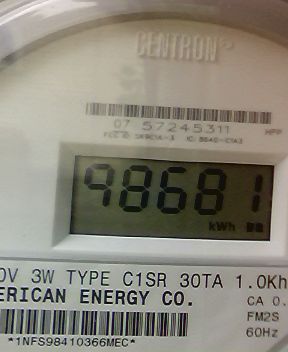 CENTRON
07 57245311
98681
kWh
0V 3W TYPE C1SR 30TA 1.0Kh
ERICAN ENERGY CO.
CA 0.
FM2S
60Hz
*1NFS98410366MEC*